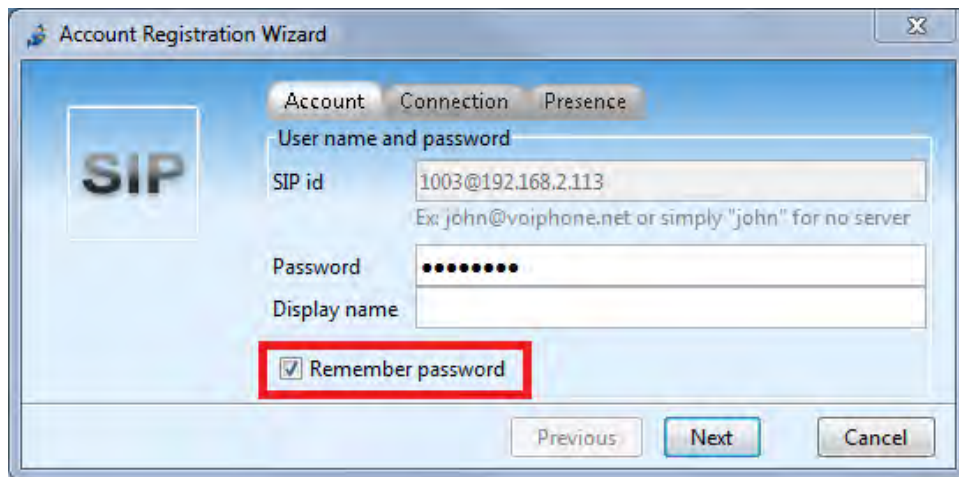 Account Registration Wizard
Account Connection Presence
User name and password
SIP
SIP id 1003@192.168.2.113
Ex: john@voiphone.net or simply "john" for no server
Password ●●●●●●●●
Display name
Remember password
Previous Next Cancel